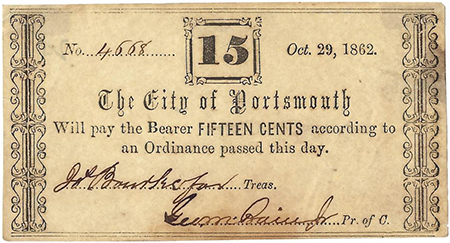 No. 4668 15 Oct. 29, 1862.
The City of Portsmouth
Will pay the Bearer FIFTEEN CENTS according to
an Ordinance passed this day.
Treas.
Jr. Pr. of C.